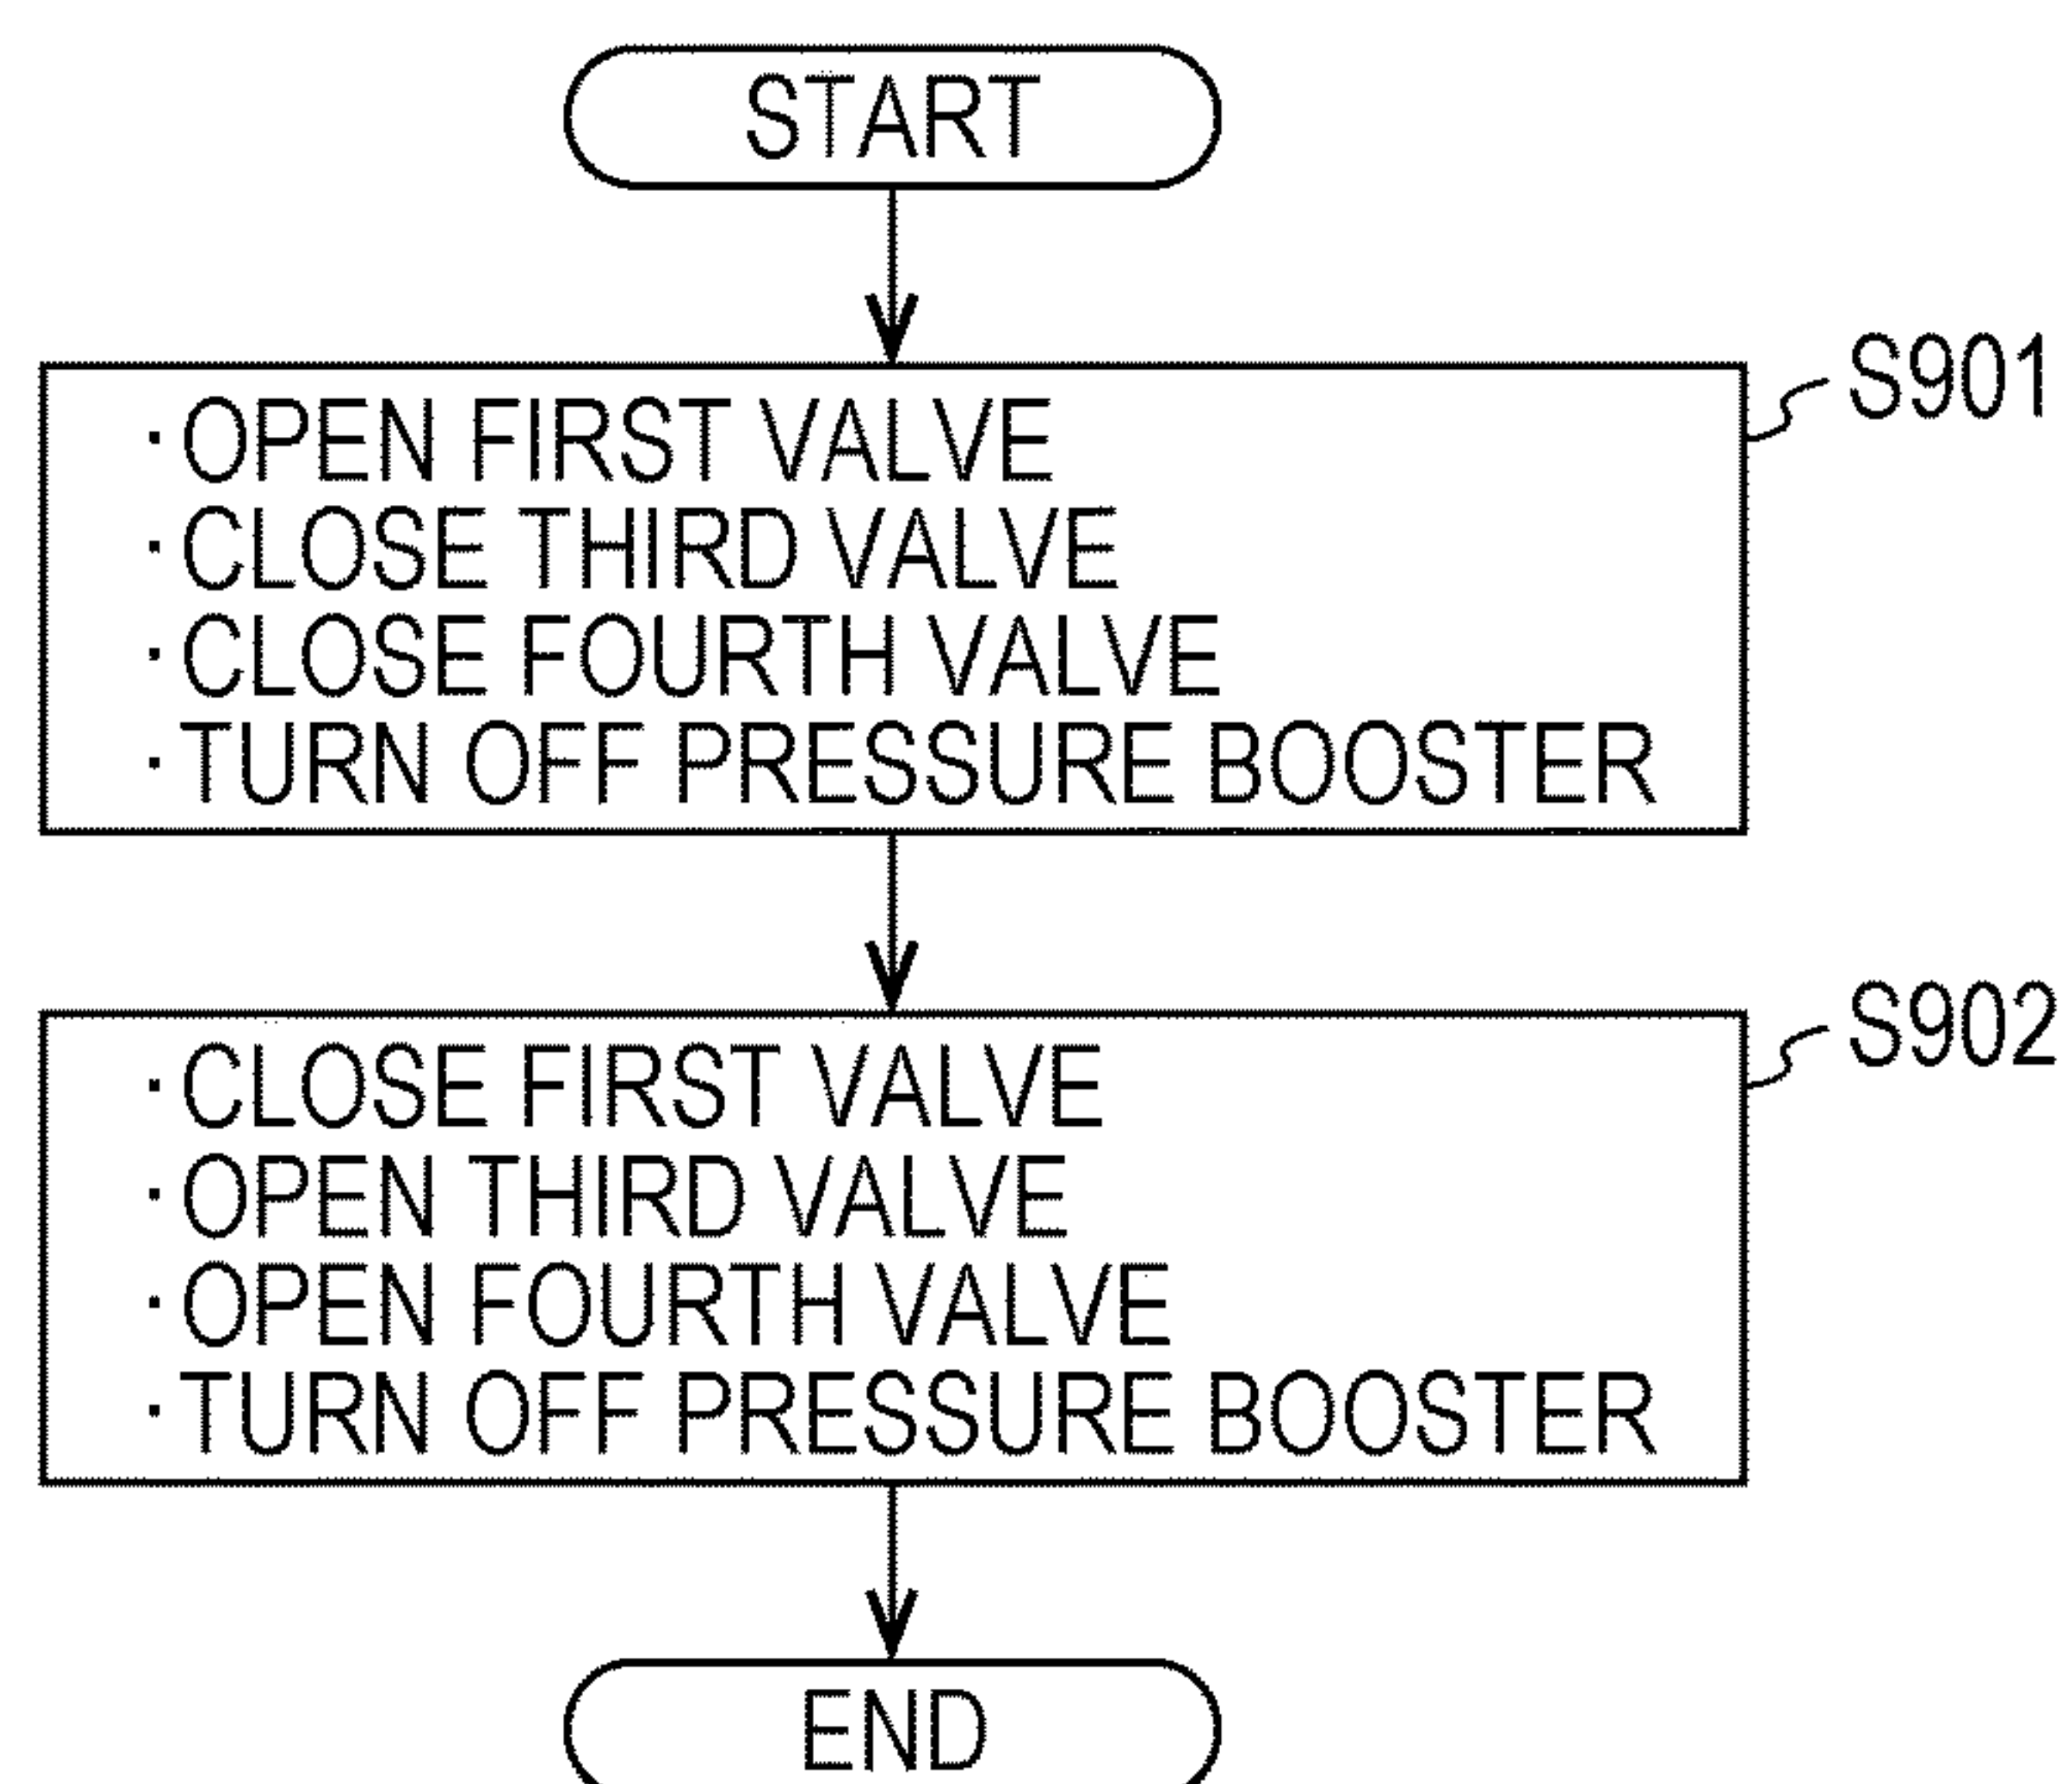 START
S901
· OPEN FIRST VALVE
· CLOSE THIRD VALVE
· CLOSE FOURTH VALVE
· TURN OFF PRESSURE BOOSTER
S902
· CLOSE FIRST VALVE
· OPEN THIRD VALVE
· OPEN FOURTH VALVE
· TURN OFF PRESSURE BOOSTER
END